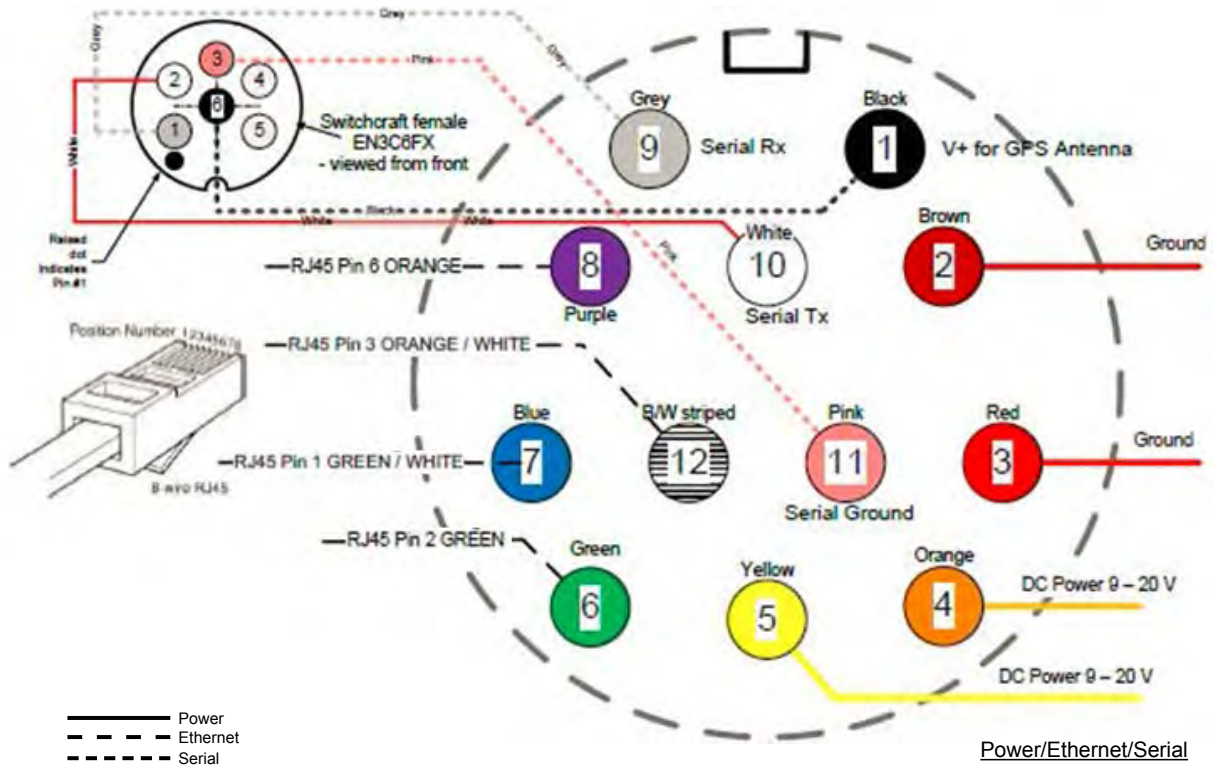 Grey
Grey
Grey
3
Pink
2
4
6
1
5
White
Switchcraft female
EN3C6FX
- viewed from front
Black
White
White
Pink
Raised
dot
Indicates
Pin #1
Grey
9
Serial Rx
Black
1
V+ for GPS Antenna
RJ45 Pin 6 ORANGE
8
Purple
White
10
Serial Tx
Brown
2
Ground
Position Number 12345678
B-wire RJ45
RJ45 Pin 3 ORANGE / WHITE
RJ45 Pin 1 GREEN / WHITE
Blue
7
B/W striped
12
Pink
11
Serial Ground
Red
3
Ground
RJ45 Pin 2 GREEN
Green
6
Yellow
5
Orange
4
DC Power 9 – 20 V
DC Power 9 – 20 V
Power
Ethernet
Serial
Power/Ethernet/Serial